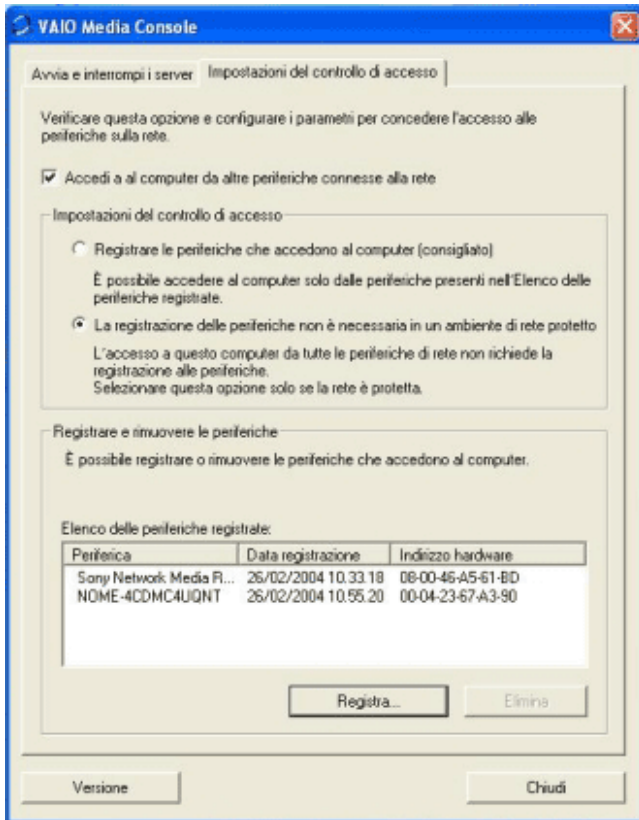 VAIO Media Console
Avvia e interrompi i server
Impostazioni del controllo di accesso
Verificare questa opzione e configurare i parametri per concedere l'accesso alle
periferiche sulla rete.
Accedi a al computer da altre periferiche connesse alla rete
Impostazioni del controllo di accesso
Registrare le periferiche che accedono al computer (consigliato)
È possibile accedere al computer solo dalle periferiche presenti nell'Elenco delle
periferiche registrate.
La registrazione delle periferiche non è necessaria in un ambiente di rete protetto
L'accesso a questo computer da tutte le periferiche di rete non richiede la
registrazione alle periferiche.
Selezionare questa opzione solo se la rete è protetta.
Registrare e rimuovere le periferiche
È possibile registrare o rimuovere le periferiche che accedono al computer.
Elenco delle periferiche registrate:
Periferica Data registrazione Indirizzo hardware
Sony Network Media R... 26/02/2004 10.33.18 08-00-46-A5-61-BD
NOME-4CDMC4UQNT 26/02/2004 10.55.20 00-04-23-67-A3-90
Registra... Elimina
Versione Chiudi